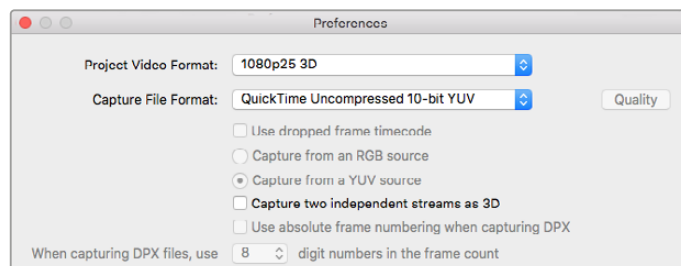 Preferences
Project Video Format: 1080p25 3D
Capture File Format: QuickTime Uncompressed 10-bit YUV Quality
Use dropped frame timecode
Capture from an RGB source
Capture from a YUV source
Capture two independent streams as 3D
Use absolute frame numbering when capturing DPX
When capturing DPX files, use 8 digit numbers in the frame count